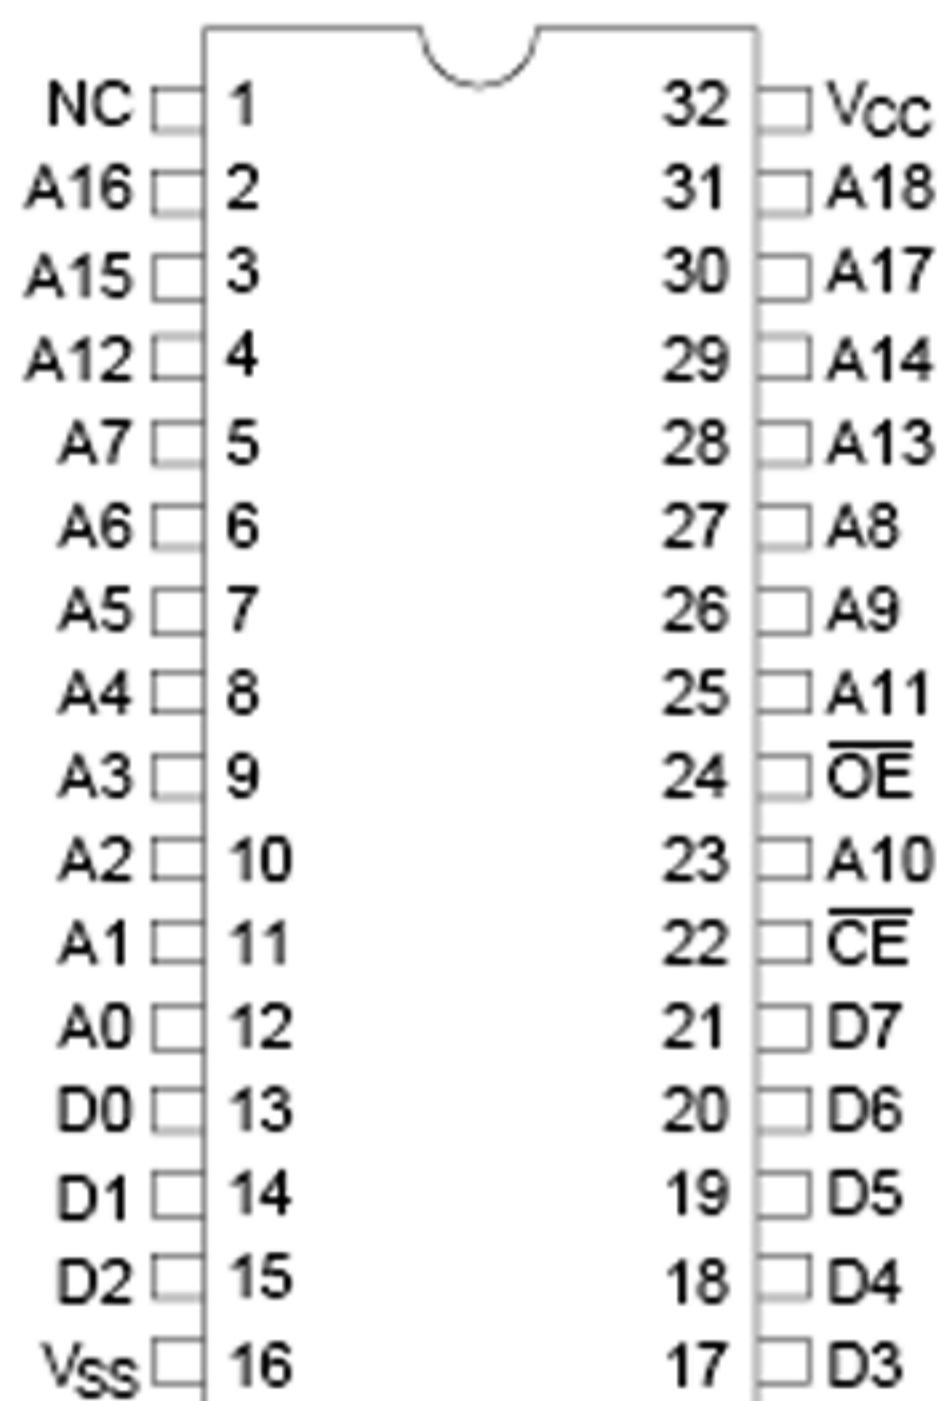 NC 1 32 VCC
A16 2 31 A18
A15 3 30 A17
A12 4 29 A14
A7 5 28 A13
A6 6 27 A8
A5 7 26 A9
A4 8 25 A11
A3 9 24 O̅E̅
A2 10 23 A10
A1 11 22 C̅E̅
A0 12 21 D7
D0 13 20 D6
D1 14 19 D5
D2 15 18 D4
VSS 16 17 D3